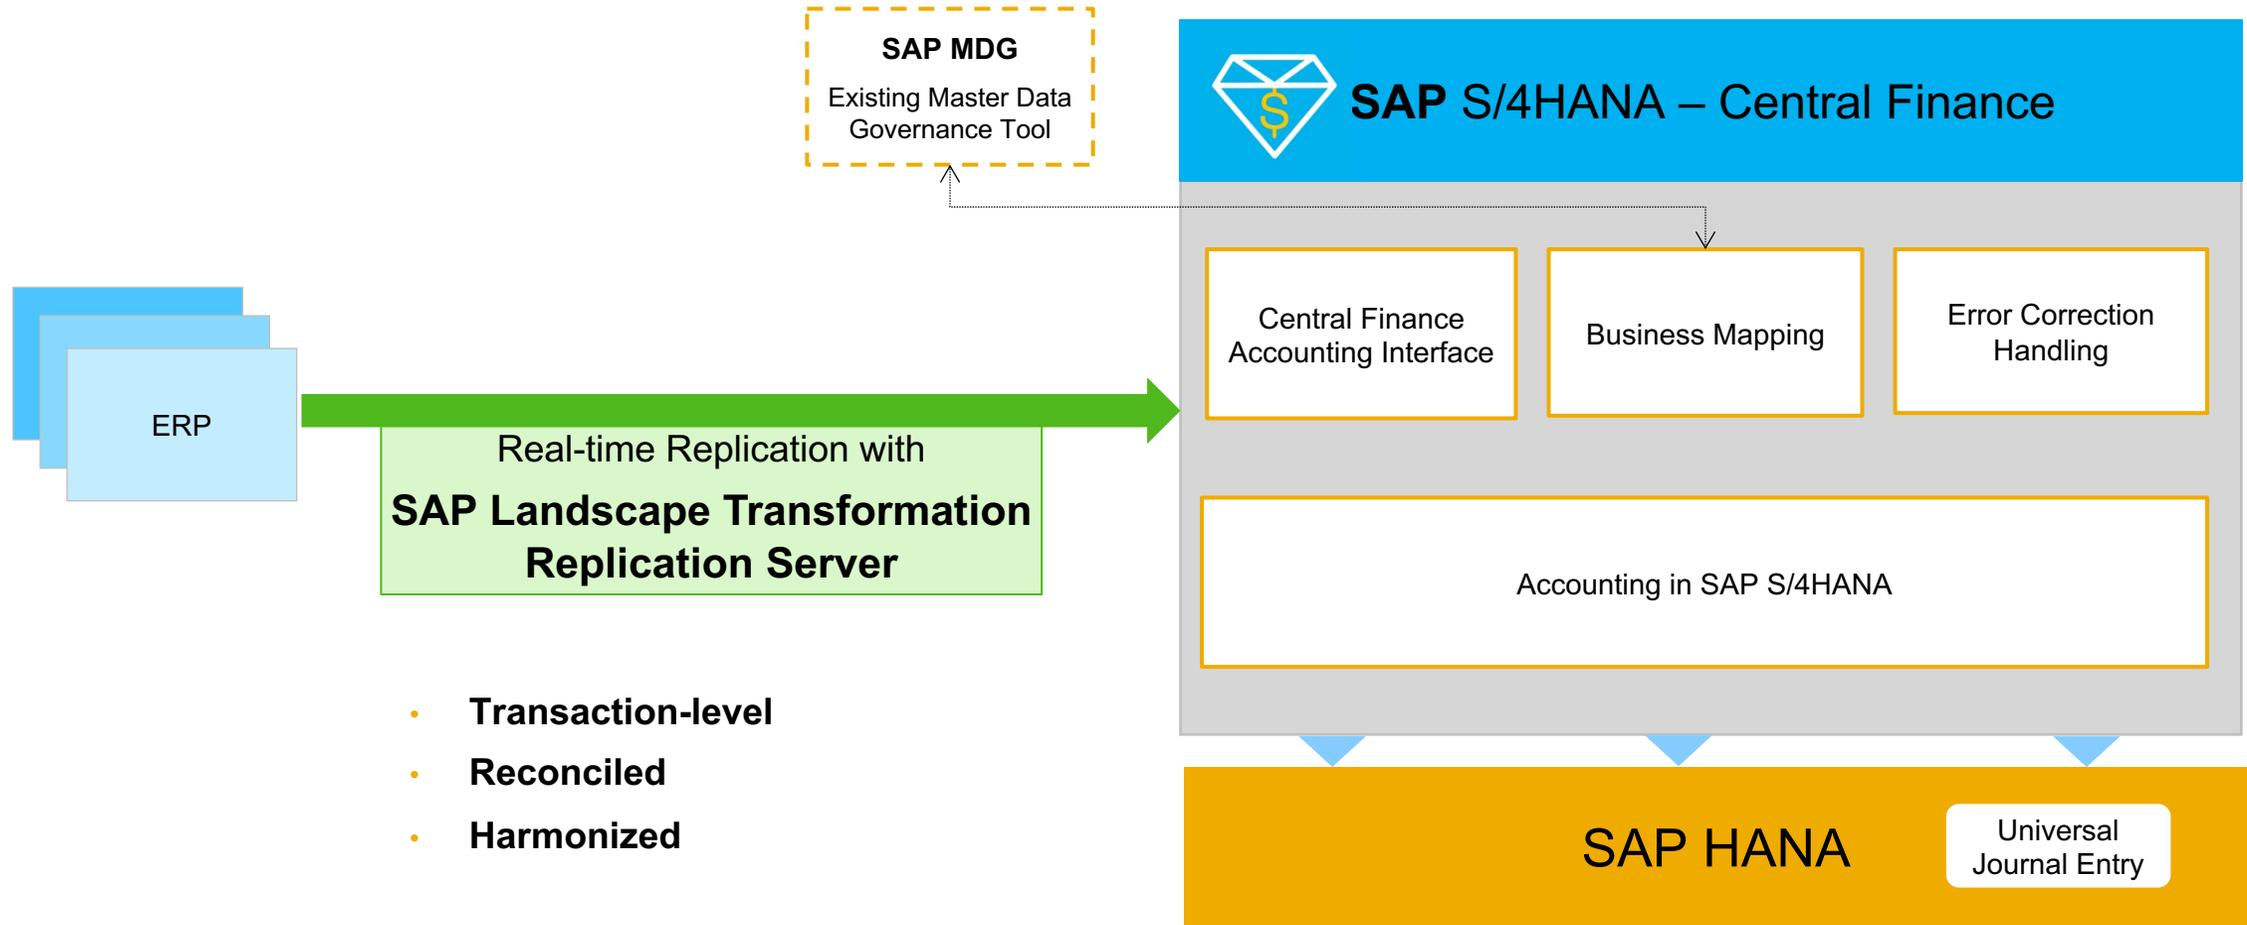 SAP MDG
Existing Master Data
Governance Tool
SAP S/4HANA – Central Finance
$
Central Finance
Accounting Interface
Business Mapping
Error Correction
Handling
ERP
Real-time Replication with
SAP Landscape Transformation
Replication Server
Accounting in SAP S/4HANA
• Transaction-level
• Reconciled
• Harmonized
SAP HANA
Universal
Journal Entry